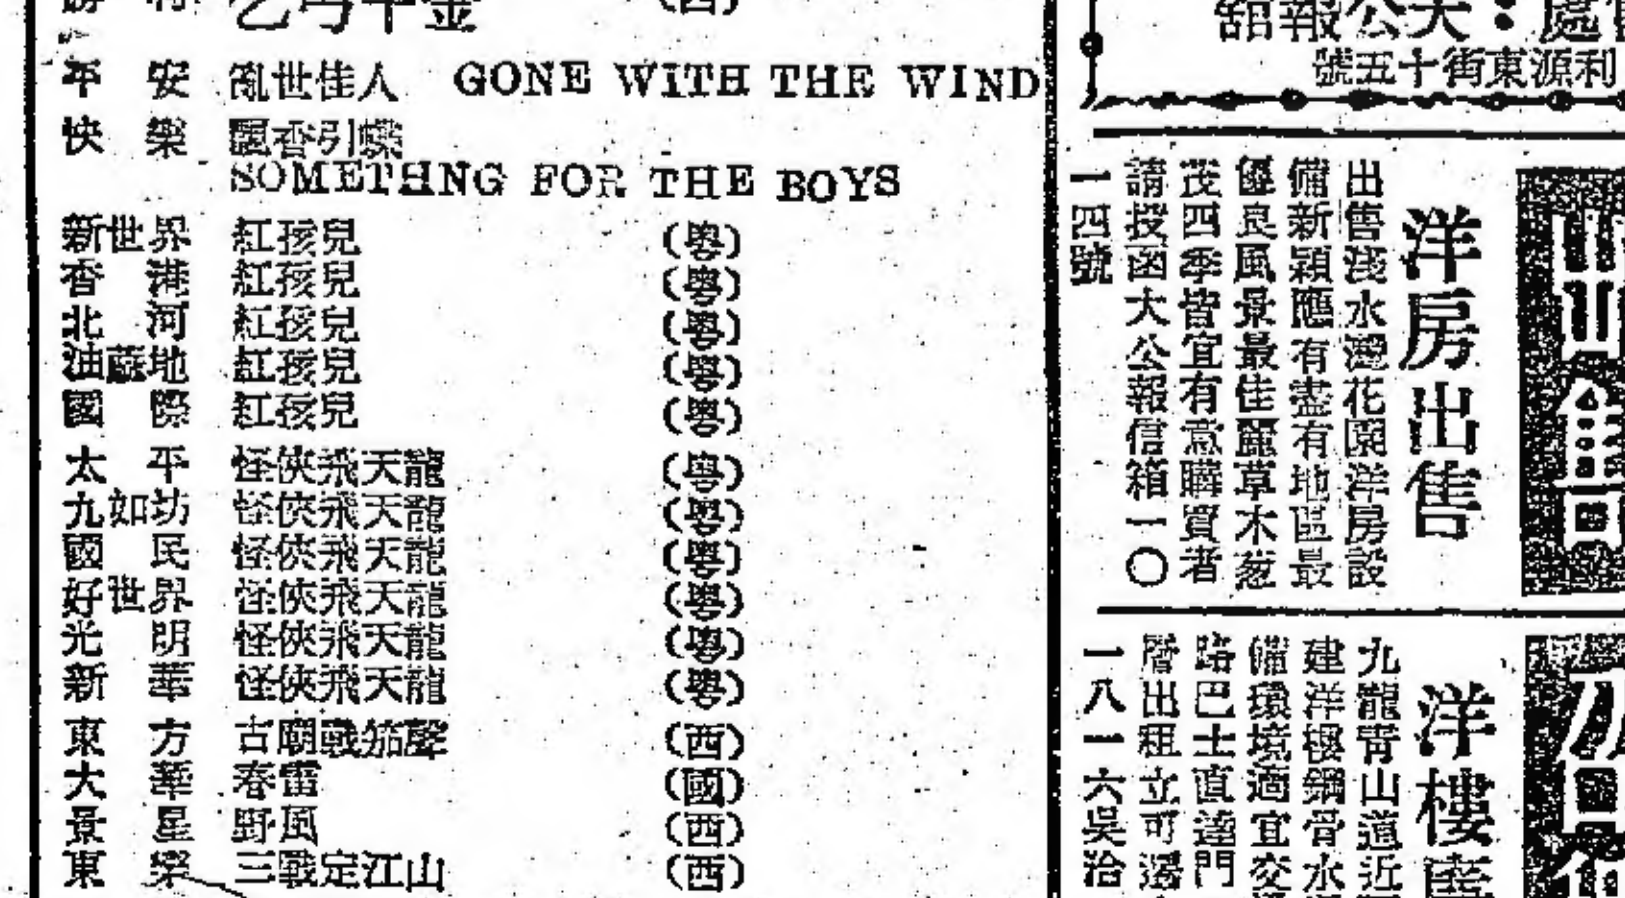 平安 亂世佳人 GONE WITH THE WIND
快樂 飄香引蝶
SOMETHNG FOR THE BOYS
新世界 紅孩兒 (粵)
香港 紅孩兒 (粵)
北河 紅孩兒 (粵)
油蔴地 紅孩兒 (粵)
國際 紅孩兒 (粵)
太平 怪俠飛天龍 (粵)
九如坊 怪俠飛天龍 (粵)
國民 怪俠飛天龍 (粵)
好世界 怪俠飛天龍 (粵)
光明 怪俠飛天龍 (粵)
新華 怪俠飛天龍 (粵)
東方 古廟戰笳聲 (西)
大華 春雷 (國)
景星 野風 (西)
東樂 三戰定江山 (西)
利源東街十五號
洋房出售
出售淺水灣花園洋房設
備新穎應有盡有地區最
優良風景最佳麗草木葱
茂四季皆宜有意購買者
請投函大公報信箱一〇
一四號
洋樓
九龍青山道近
建洋樓鋼骨水
備環境適宜交
路巴士直達門
層出租立可遷
一八一六吳洽